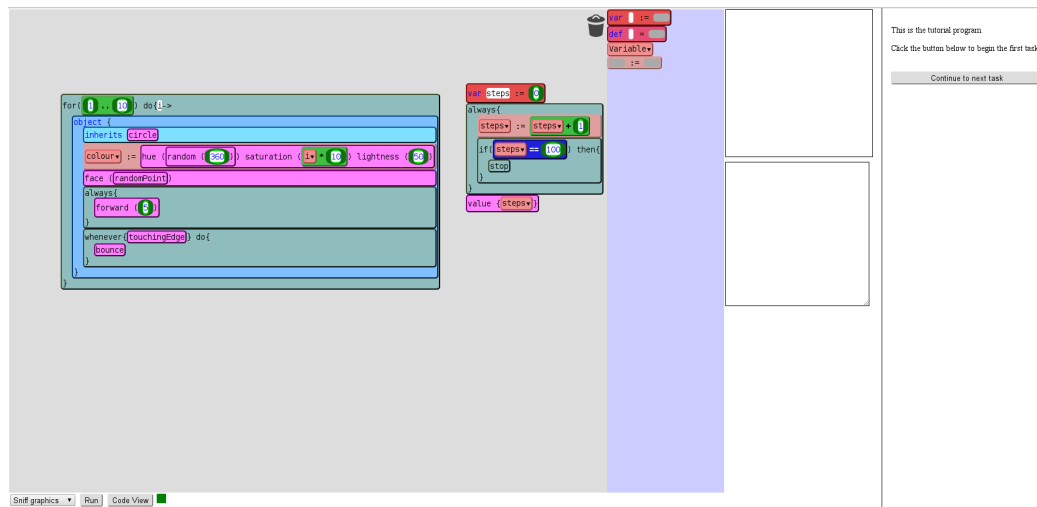 for( 1 .. 10 ) do{i->
object {
inherits circle
colour▾ := hue (random (360)) saturation (i▾ * 10) lightness (50)
face (randomPoint)
always{
forward (5)
}
whenever{touchingEdge} do{
bounce
}
}
}
var steps := 0
always{
steps▾ := steps▾ + 1
if( steps▾ == 100 ) then{
stop
}
}
value {steps▾}
var := 
def = 
Variable▾
:=
This is the tutorial program.
Click the button below to begin the first task
Continue to next task
Sniff graphics ▾ Run Code View